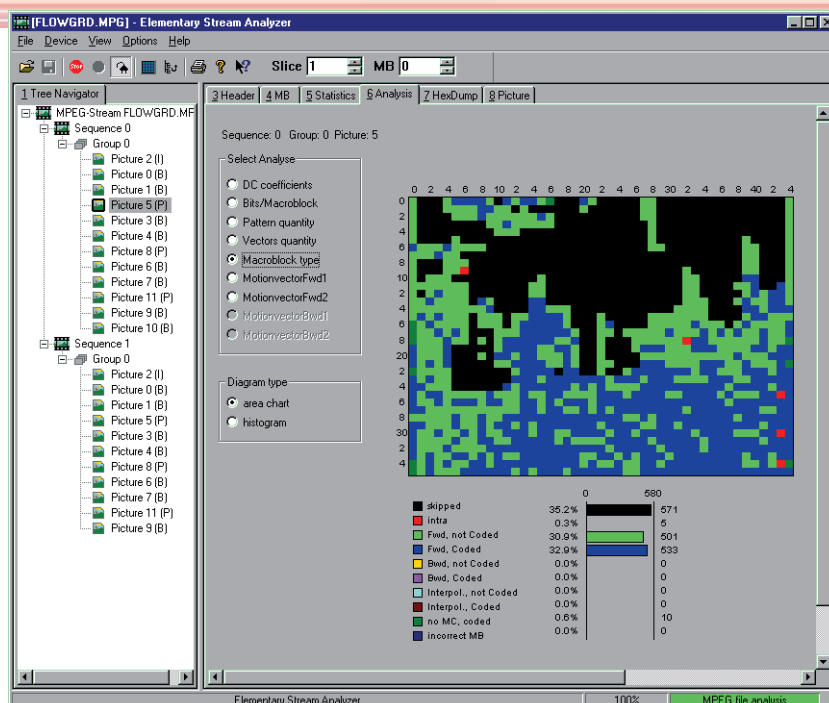 [FLOWGRD.MPG] - Elementary Stream Analyzer
File Device View Options Help
STOP Slice 1 MB 0
1 Tree Navigator
3 Header 4 MB 5 Statistics 6 Analysis 7 HexDump 8 Picture
MPEG-Stream FLOWGRD.MF
Sequence 0
Group 0
Picture 2 (I)
Picture 0 (B)
Picture 1 (B)
Picture 5 (P)
Picture 3 (B)
Picture 4 (B)
Picture 8 (P)
Picture 6 (B)
Picture 7 (B)
Picture 11 (P)
Picture 9 (B)
Picture 10 (B)
Sequence 1
Group 0
Picture 2 (I)
Picture 0 (B)
Picture 1 (B)
Picture 5 (P)
Picture 3 (B)
Picture 4 (B)
Picture 8 (P)
Picture 6 (B)
Picture 7 (B)
Picture 11 (P)
Picture 9 (B)
Sequence: 0 Group: 0 Picture: 5
Select Analyse
DC coefficients
Bits/Macroblock
Pattern quantity
Vectors quantity
Macroblock type
MotionvectorFwd1
MotionvectorFwd2
MotionvectorBwd1
MotionvectorBwd2
Diagram type
area chart
histogram
0 2 4 6 8 10 2 4 6 8 20 2 4 6 8 30 2 4 6 8 40 2 4
0
2
4
6
8
10
2
4
6
8
20
2
4
6
8
30
2
4
0 580
skipped 35.2% 571
intra 0.3% 5
Fwd, not Coded 30.9% 501
Fwd, Coded 32.9% 533
Bwd, not Coded 0.0% 0
Bwd, Coded 0.0% 0
Interpol., not Coded 0.0% 0
Interpol., Coded 0.0% 0
no MC, coded 0.6% 10
incorrect MB 0.0% 0
Elementary Stream Analyzer 100% MPEG file analysis